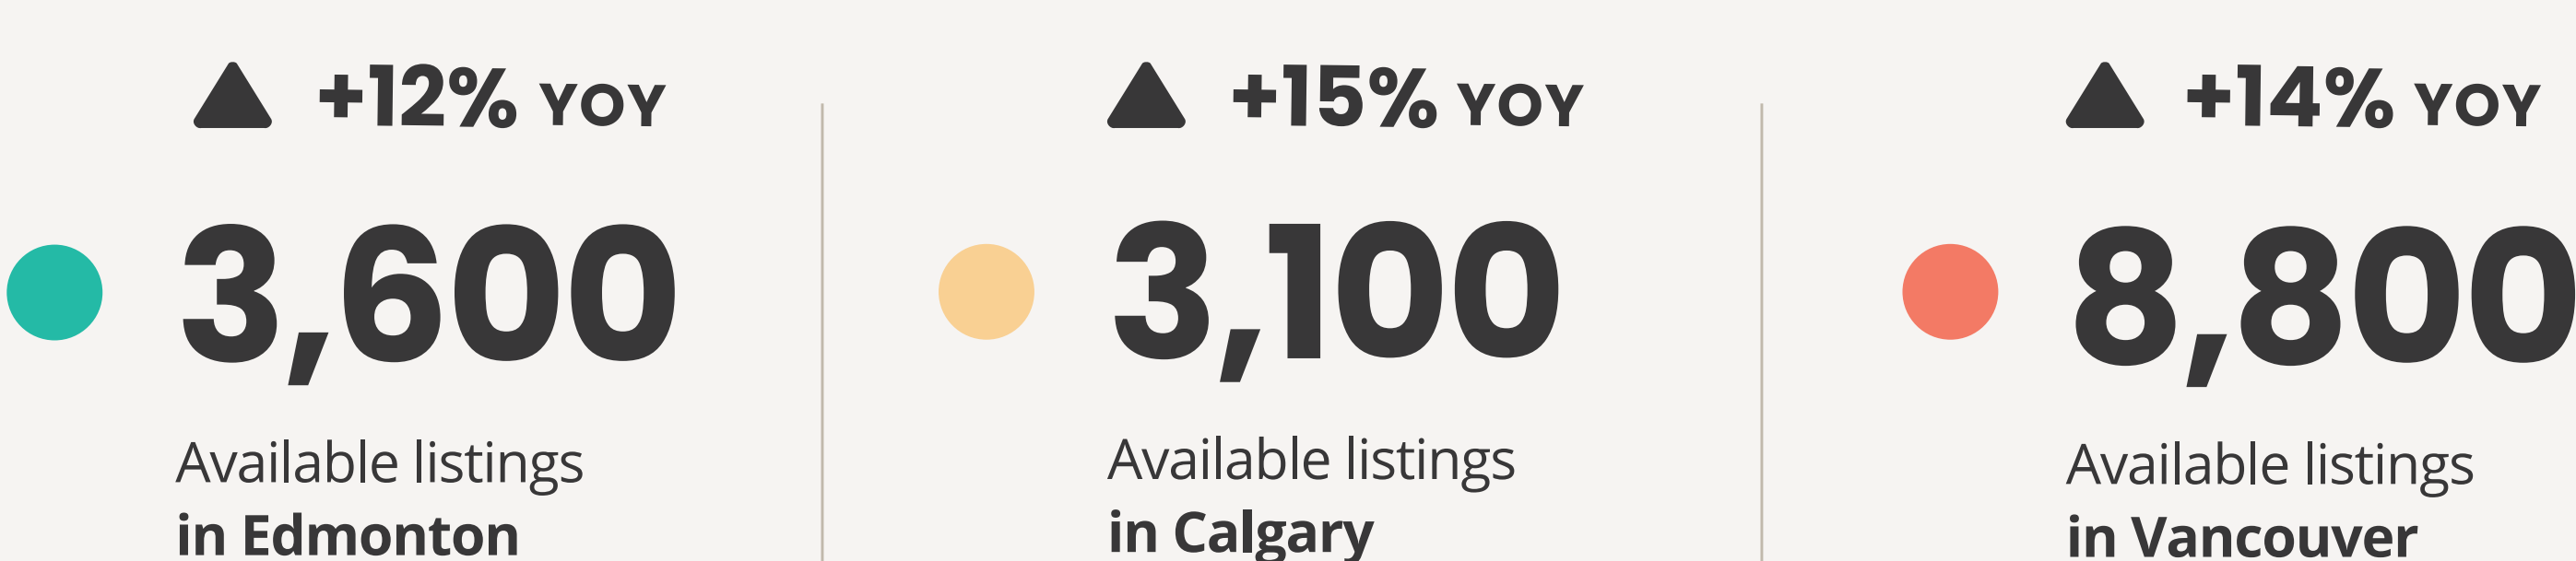 +12% YOY
3,600
Available listings
in Edmonton
+15% YOY
3,100
Available listings
in Calgary
+14% YOY
8,800
Available listings
in Vancouver